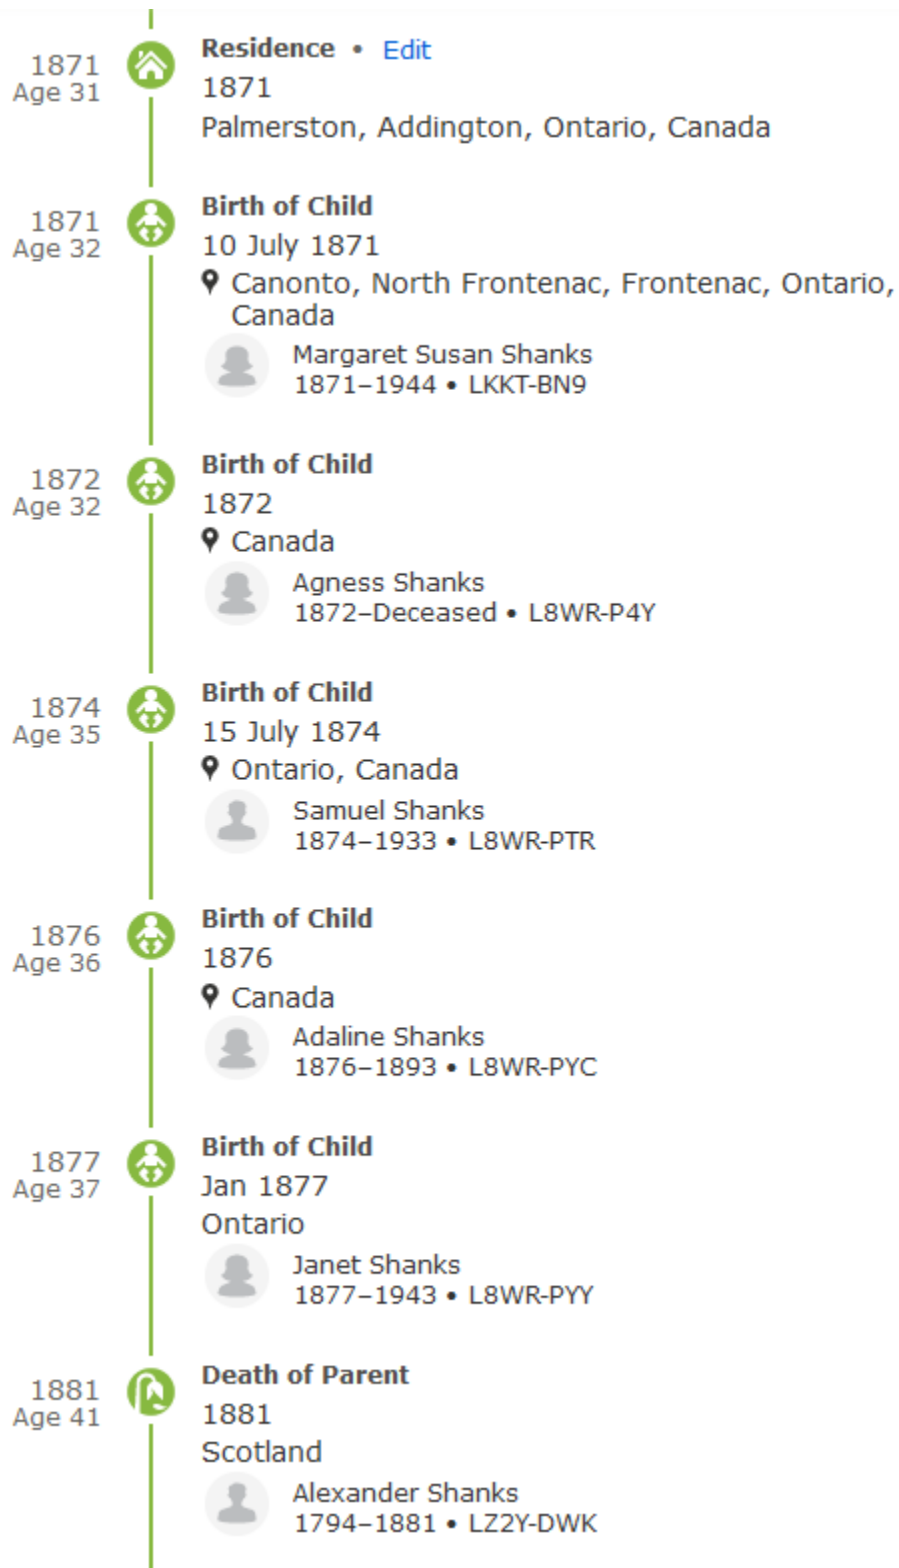 1871
Age 31
Residence • Edit
1871
Palmerston, Addington, Ontario, Canada
1871
Age 32
Birth of Child
10 July 1871
Canonto, North Frontenac, Frontenac, Ontario,
Canada
Margaret Susan Shanks
1871–1944 • LKKT-BN9
1872
Age 32
Birth of Child
1872
Canada
Agness Shanks
1872–Deceased • L8WR-P4Y
1874
Age 35
Birth of Child
15 July 1874
Ontario, Canada
Samuel Shanks
1874–1933 • L8WR-PTR
1876
Age 36
Birth of Child
1876
Canada
Adaline Shanks
1876–1893 • L8WR-PYC
1877
Age 37
Birth of Child
Jan 1877
Ontario
Janet Shanks
1877–1943 • L8WR-PYY
1881
Age 41
Death of Parent
1881
Scotland
Alexander Shanks
1794–1881 • LZ2Y-DWK